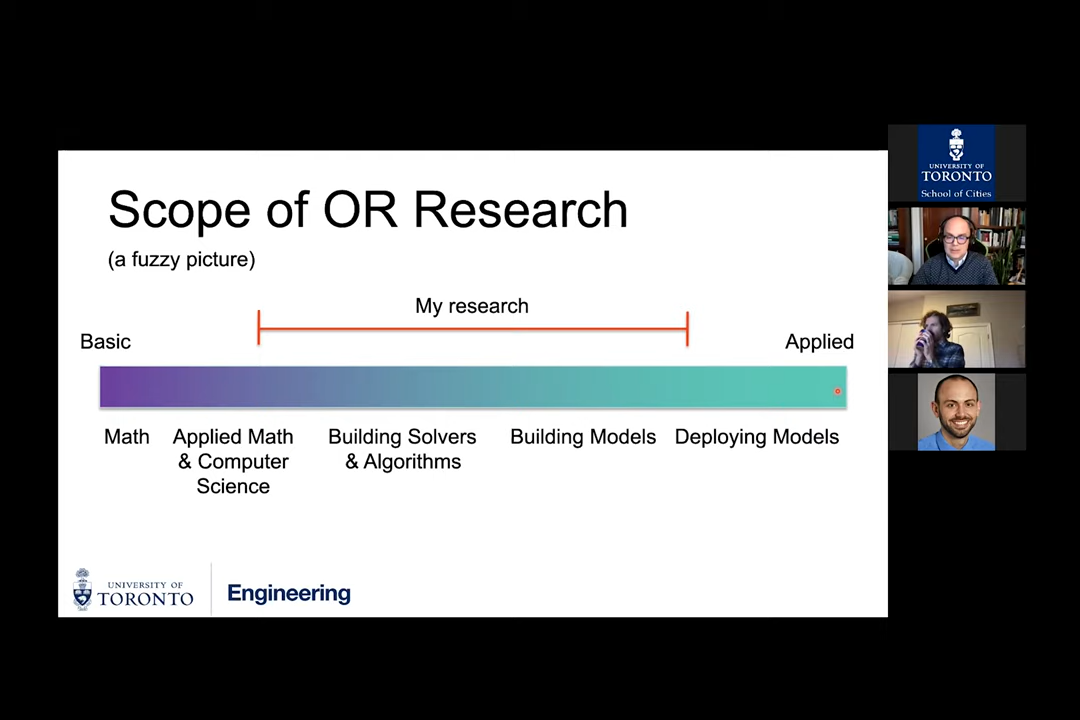 Scope of OR Research
(a fuzzy picture)
My research
Basic
Applied
Math
Applied Math
& Computer
Science
Building Solvers
& Algorithms
Building Models
Deploying Models
UNIVERSITY OF
TORONTO
Engineering
UNIVERSITY OF
TORONTO
School of Cities